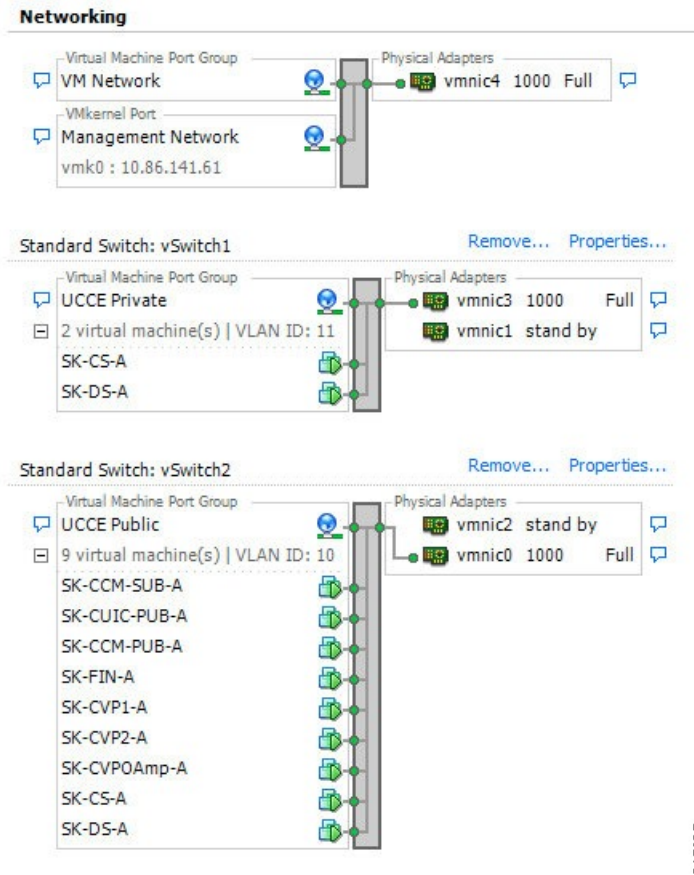 Networking
Virtual Machine Port Group
VM Network
Physical Adapters
vmnic4 1000 Full
VMkernel Port
Management Network
vmk0 : 10.86.141.61
Standard Switch: vSwitch1
Remove... Properties...
Virtual Machine Port Group
Physical Adapters
UCCE Private
vmnic3 1000 Full
2 virtual machine(s) | VLAN ID: 11
vmnic1 stand by
SK-CS-A
SK-DS-A
Standard Switch: vSwitch2
Remove... Properties...
Virtual Machine Port Group
Physical Adapters
UCCE Public
vmnic2 stand by
9 virtual machine(s) | VLAN ID: 10
vmnic0 1000 Full
SK-CCM-SUB-A
SK-CUIC-PUB-A
SK-CCM-PUB-A
SK-FIN-A
SK-CVP1-A
SK-CVP2-A
SK-CVPOAmp-A
SK-CS-A
SK-DS-A